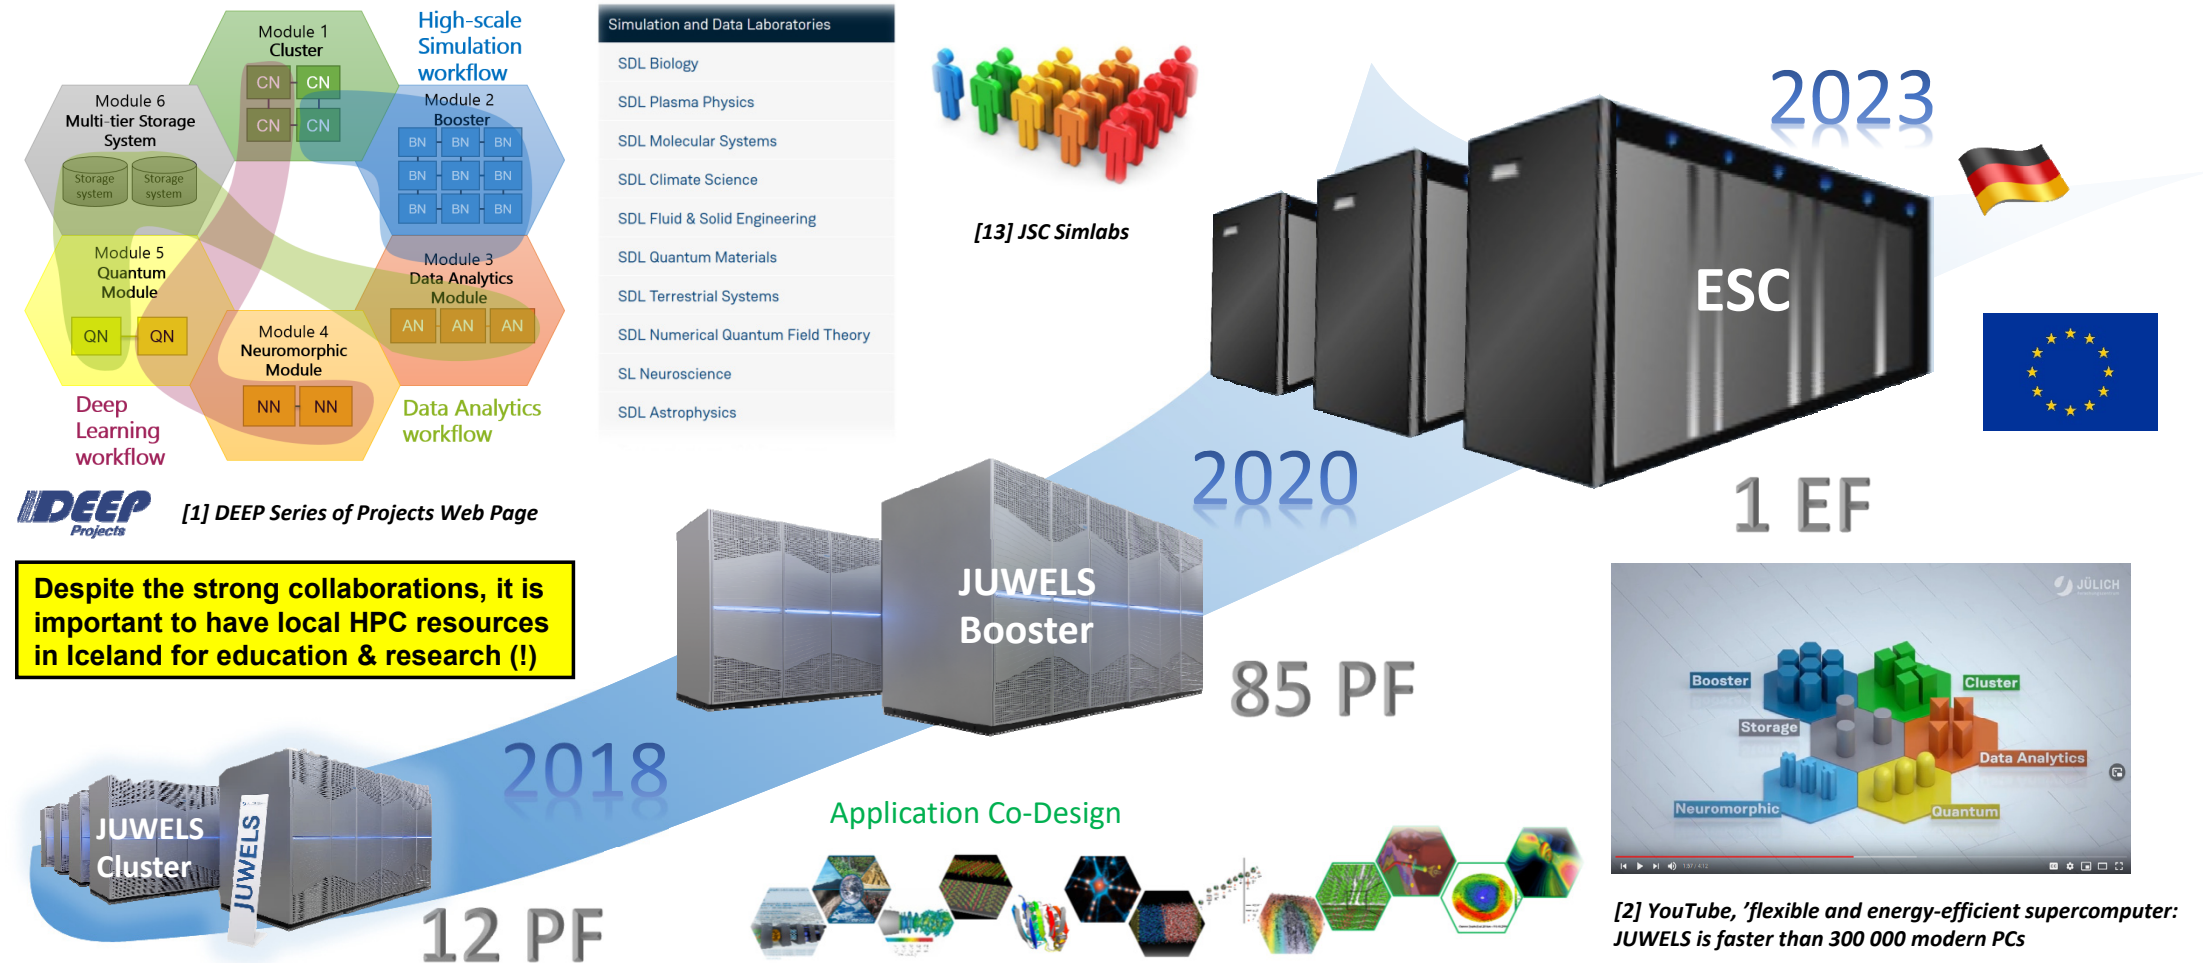 High-scale
Simulation
workflow
Module 1
Cluster
CN CN
CN CN
Module 2
Booster
BN BN BN
BN BN BN
BN BN BN
Module 6
Multi-tier Storage
System
Storage
system
Storage
system
Module 5
Quantum
Module
QN QN
Module 3
Data Analytics
Module
AN AN AN
Module 4
Neuromorphic
Module
NN NN
Deep
Learning
workflow
Data Analytics
workflow
DEEP
Projects
[1] DEEP Series of Projects Web Page
Simulation and Data Laboratories
SDL Biology
SDL Plasma Physics
SDL Molecular Systems
SDL Climate Science
SDL Fluid & Solid Engineering
SDL Quantum Materials
SDL Terrestrial Systems
SDL Numerical Quantum Field Theory
SL Neuroscience
SDL Astrophysics
[13] JSC Simlabs
2023
ESC
1 EF
2020
JUWELS
Booster
85 PF
Despite the strong collaborations, it is
important to have local HPC resources
in Iceland for education & research (!)
2018
JUWELS
Cluster
JUWELS
12 PF
Application Co-Design
JÜLICH
Booster
Cluster
Storage
Data Analytics
Neuromorphic
Quantum
[2] YouTube, ’flexible and energy-efficient supercomputer:
JUWELS is faster than 300 000 modern PCs